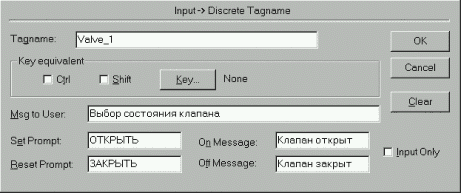 Input -> Discrete Tagname
Tagname: Valve_1
OK
Key equivalent
Ctrl Shift Key... None
Cancel
Msg to User: Выбор состояния клапана
Clear
Set Prompt: ОТКРЫТЬ On Message: Клапан открыт
Input Only
Reset Prompt: ЗАКРЫТЬ Off Message: Клапан закрыт